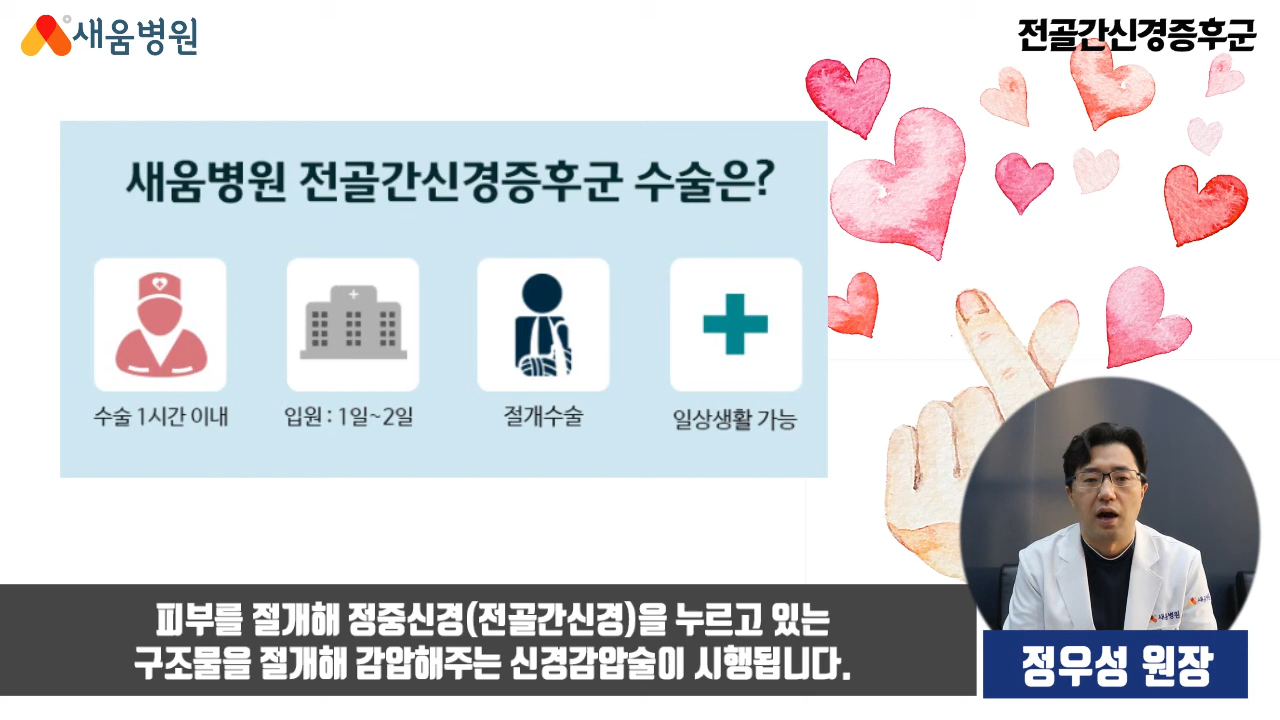 새움병원
전골간신경증후군
새움병원 전골간신경증후군 수술은?
수술 1시간 이내
입원 : 1일~2일
절개수술
일상생활 가능
새움병원
피부를 절개해 정중신경(전골간신경)을 누르고 있는
구조물을 절개해 감압해주는 신경감압술이 시행됩니다.
정우성 원장